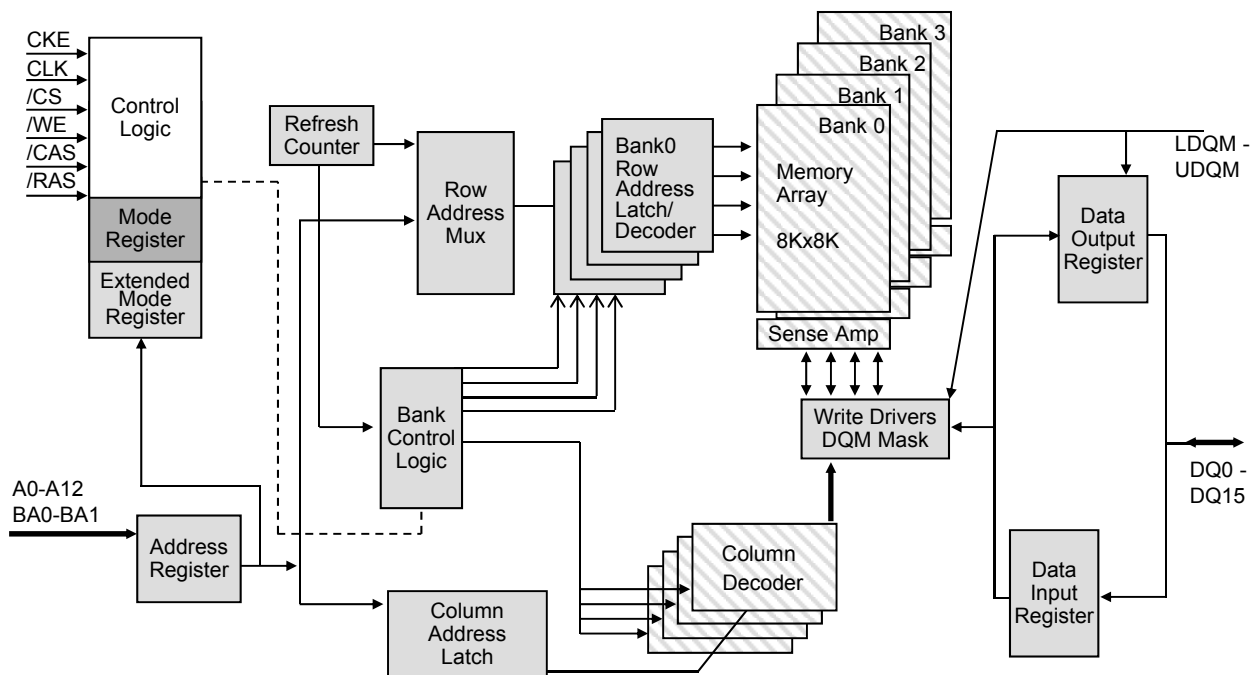 CKE
CLK
/CS
/WE
/CAS
/RAS
Control
Logic
Mode
Register
Extended
Mode
Register
Refresh
Counter
Row
Address
Mux
Bank0
Row
Address
Latch/
Decoder
Bank 3
Bank 2
Bank 1
Bank 0
Memory
Array
8Kx8K
Sense Amp
LDQM -
UDQM
Data
Output
Register
Bank
Control
Logic
Write Drivers
DQM Mask
DQ0 -
DQ15
A0-A12
BA0-BA1
Address
Register
Column
Decoder
Data
Input
Register
Column
Address
Latch